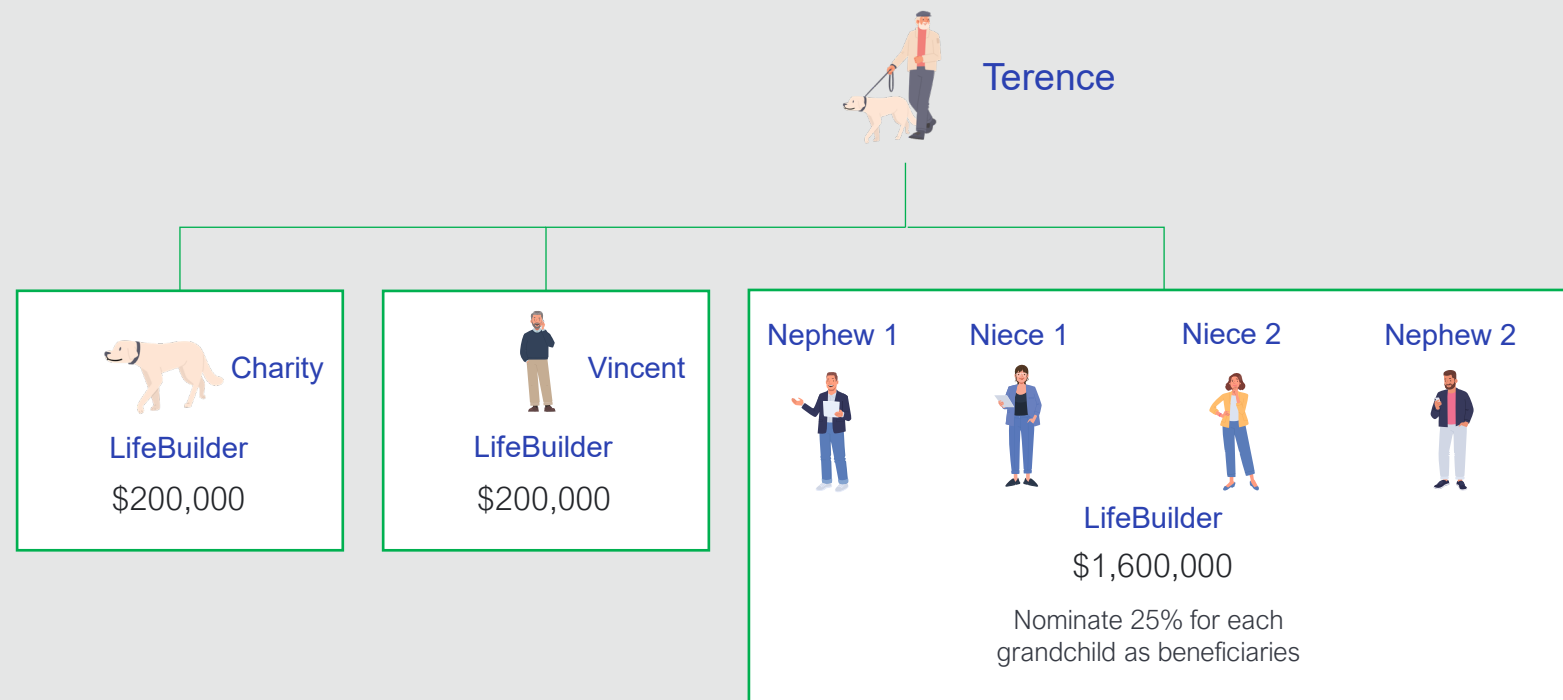 Terence
Charity
LifeBuilder
$200,000
Vincent
LifeBuilder
$200,000
Nephew 1
Niece 1
Niece 2
Nephew 2
LifeBuilder
$1,600,000
Nominate 25% for each
grandchild as beneficiaries